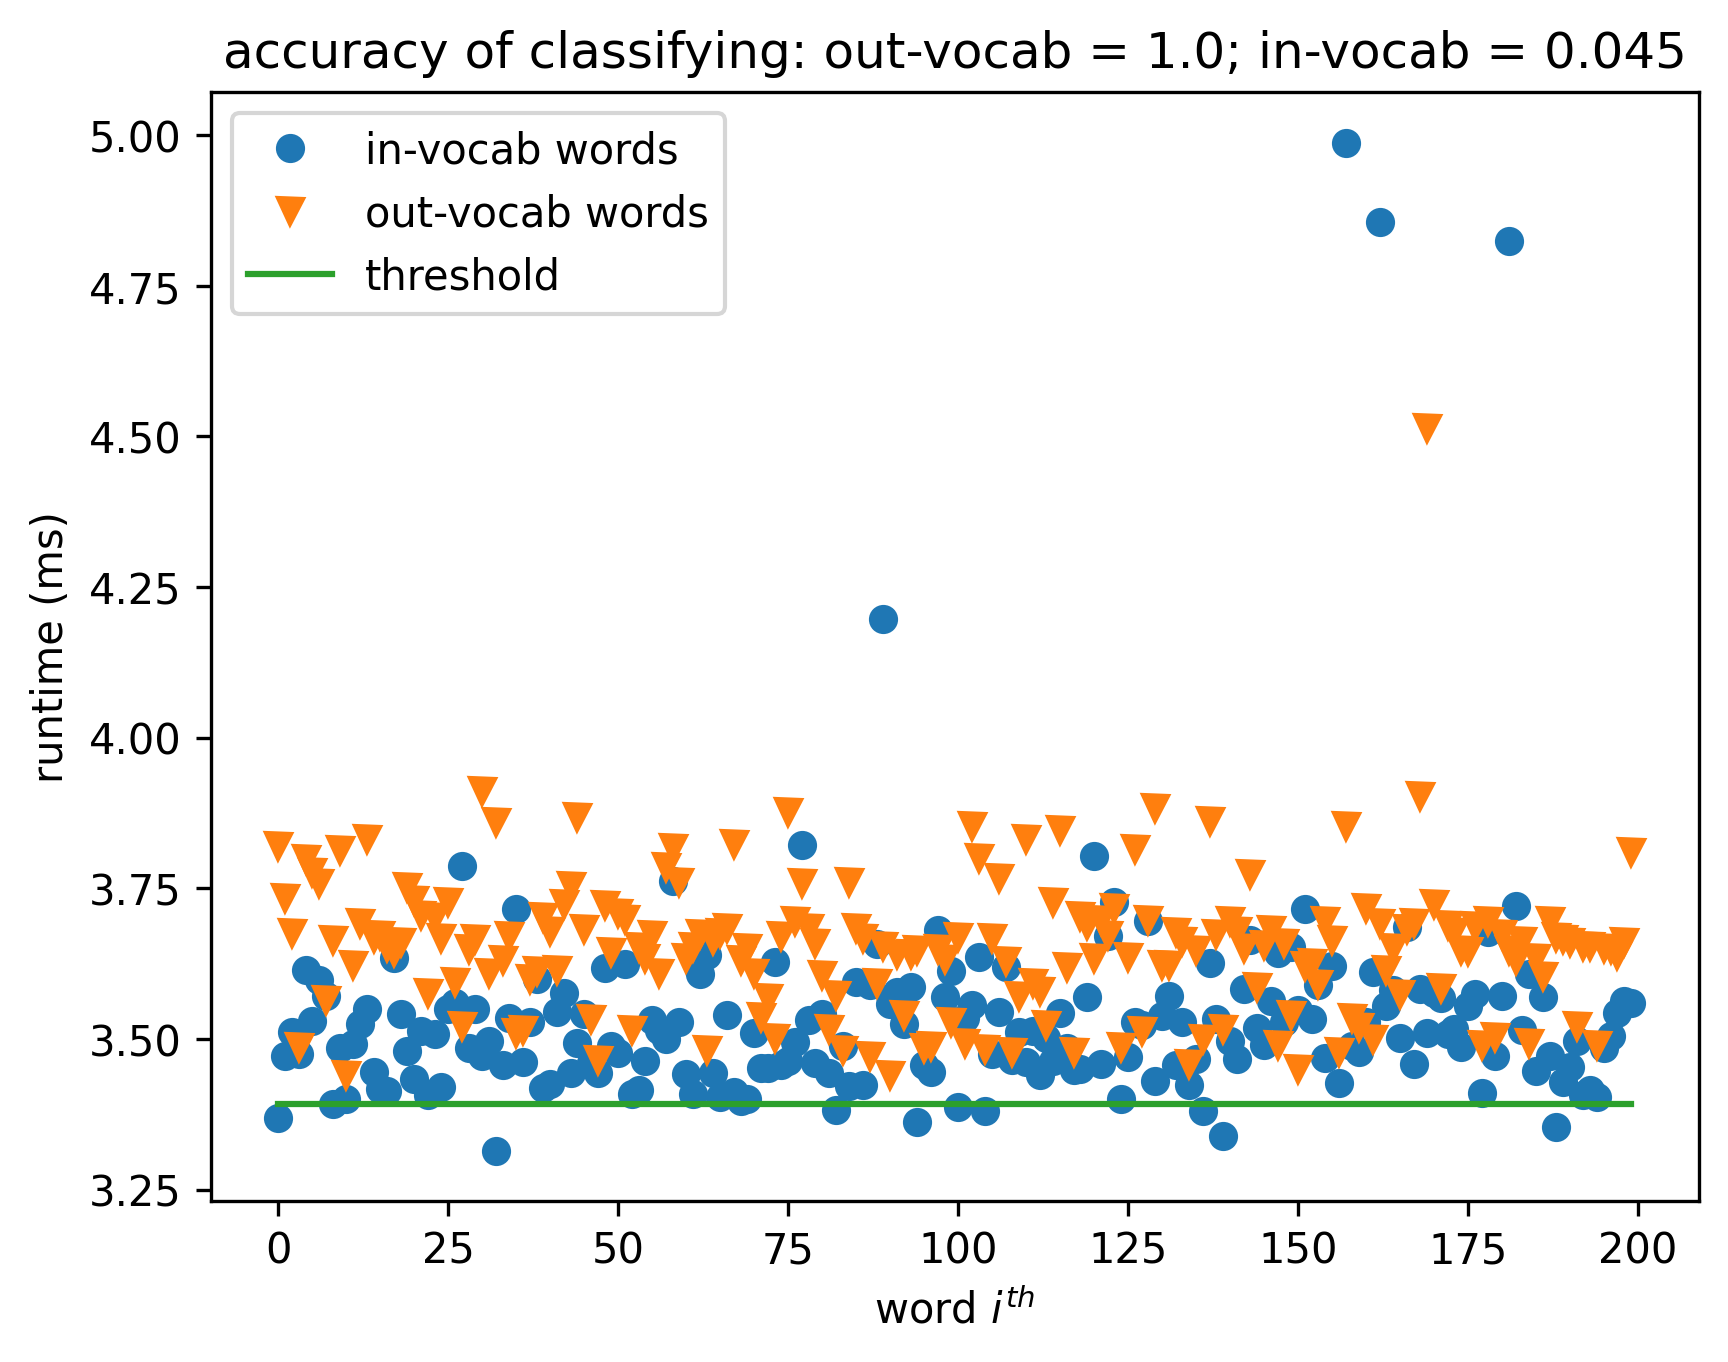 accuracy of classifying: out-vocab = 1.0; in-vocab = 0.045
in-vocab words
out-vocab words
threshold
5.00
4.75
4.50
4.25
4.00
3.75
3.50
3.25
runtime (ms)
0 25 50 75 100 125 150 175 200
word i^th